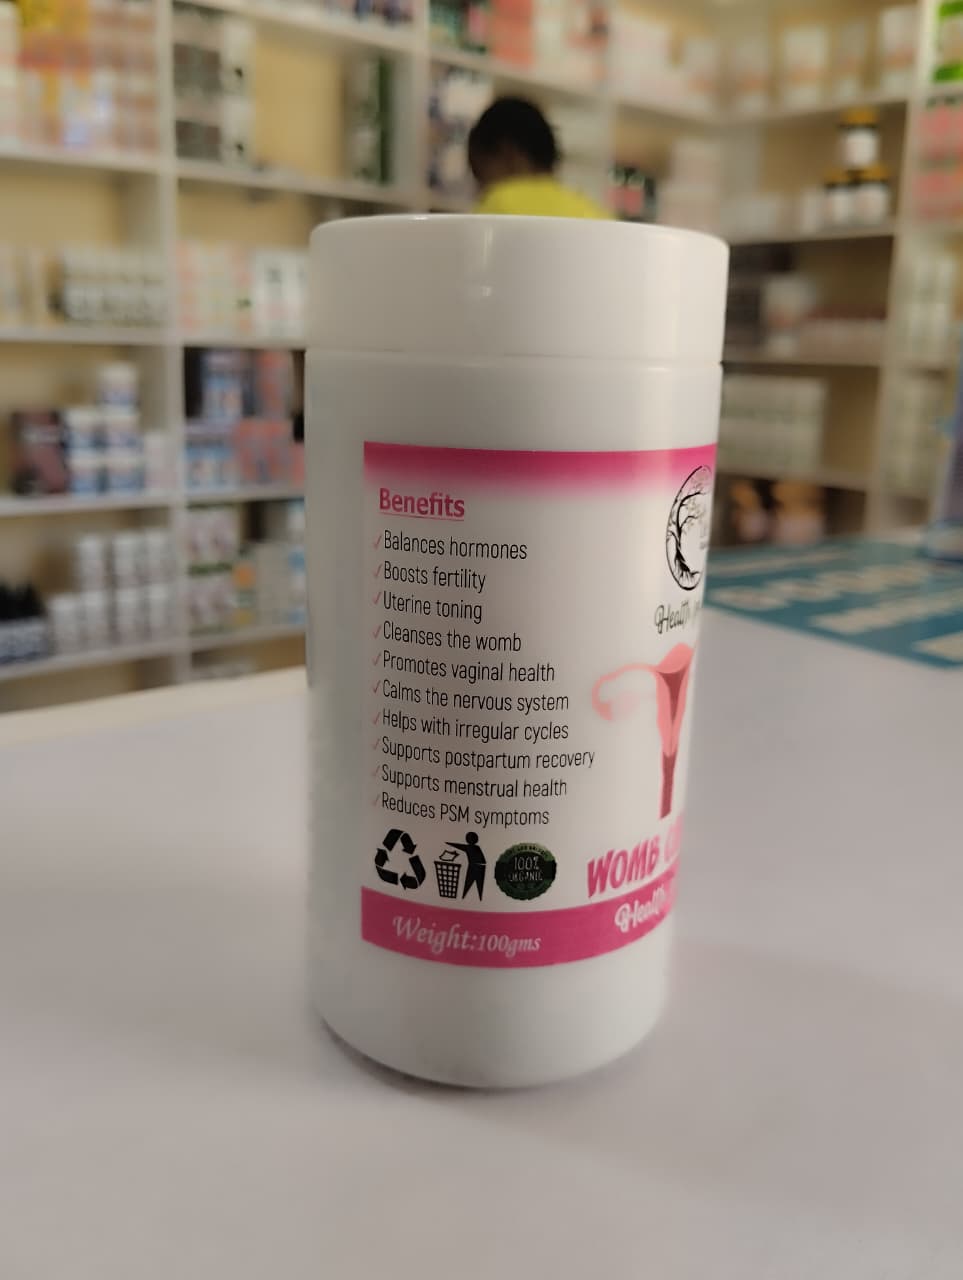 Benefits
Balances hormones
Boosts fertility
Uterine toning
Cleanses the womb
Promotes vaginal health
Calms the nervous system
Helps with irregular cycles
Supports postpartum recovery
Supports menstrual health
Reduces PSM symptoms
100%
ORGANIC
Weight:100gms
Health
WOMB